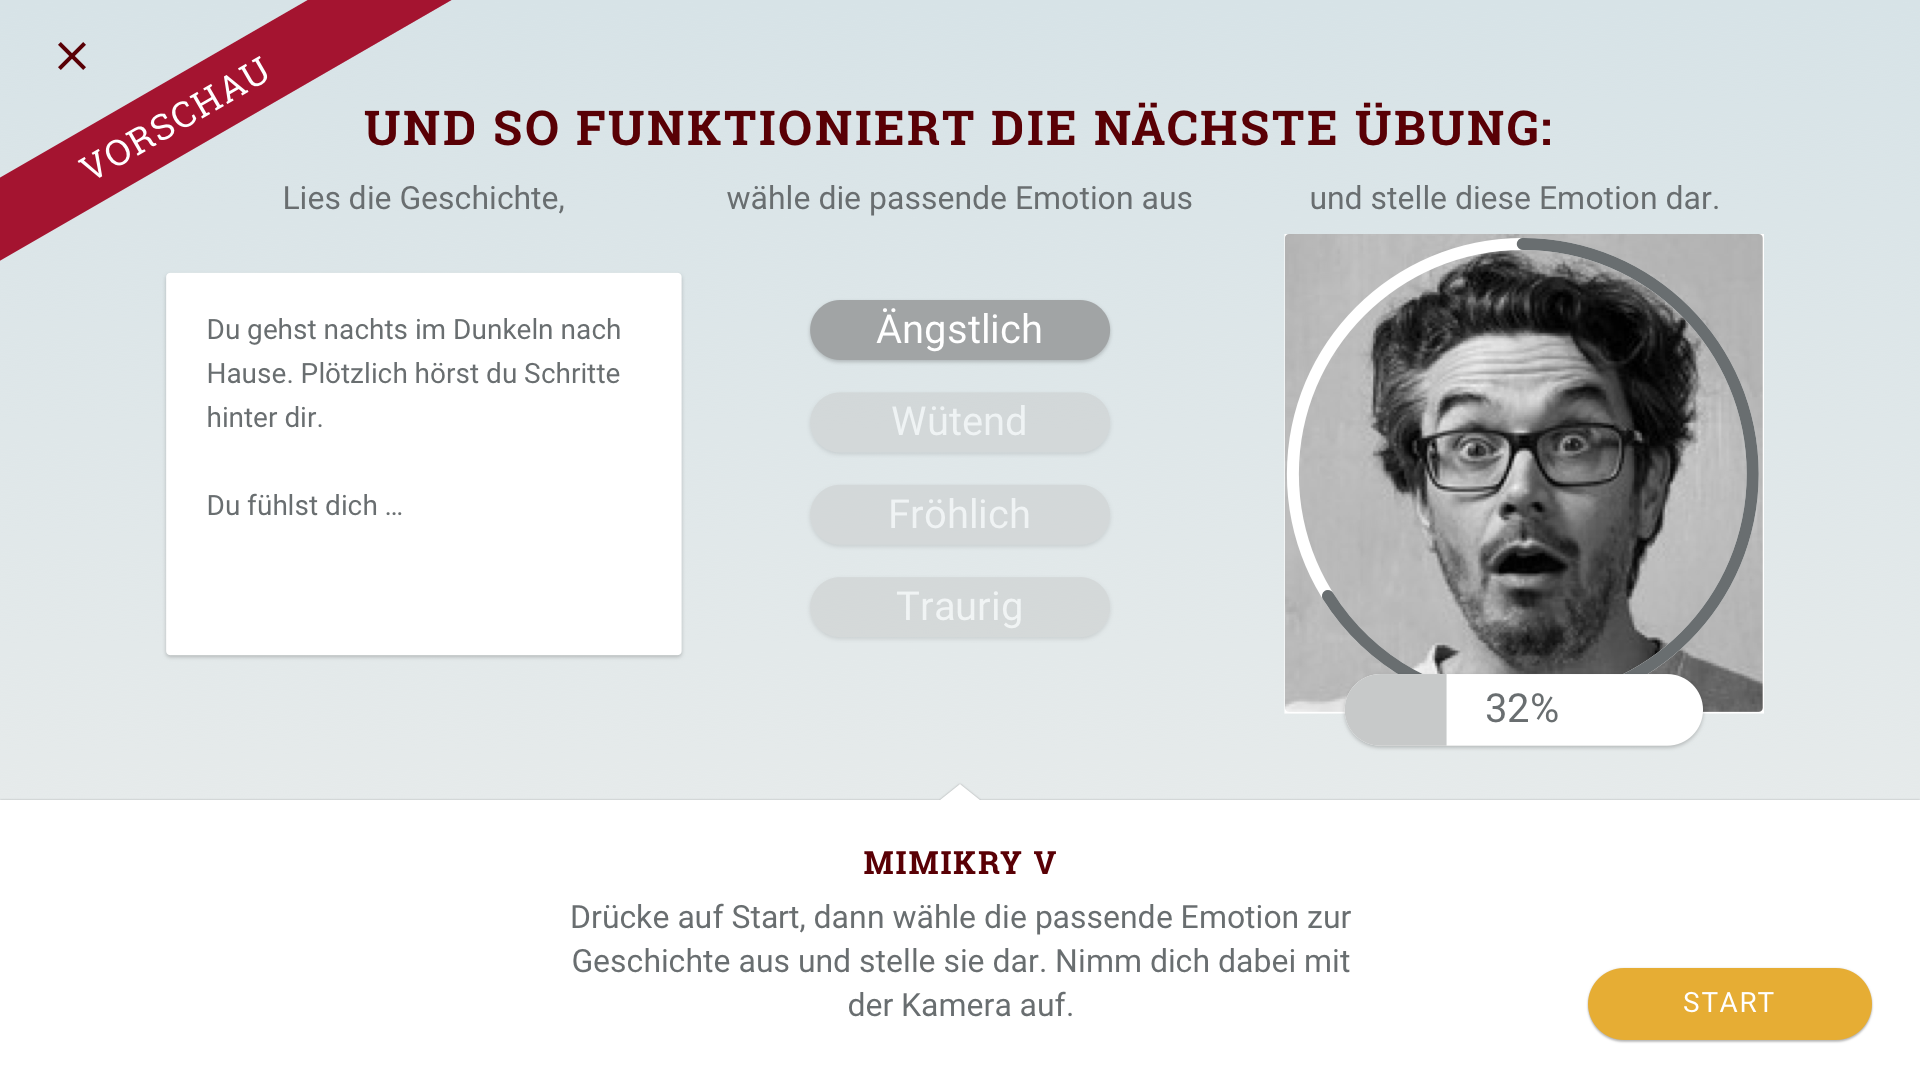 VORSCHAU
UND SO FUNKTIONIERT DIE NÄCHSTE ÜBUNG:
Lies die Geschichte,
wähle die passende Emotion aus
und stelle diese Emotion dar.
Du gehst nachts im Dunkeln nach
Hause. Plötzlich hörst du Schritte
hinter dir.
Du fühlst dich ...
Ängstlich
Wütend
Fröhlich
Traurig
32%
MIMIKRY V
Drücke auf Start, dann wähle die passende Emotion zur
Geschichte aus und stelle sie dar. Nimm dich dabei mit
der Kamera auf.
START